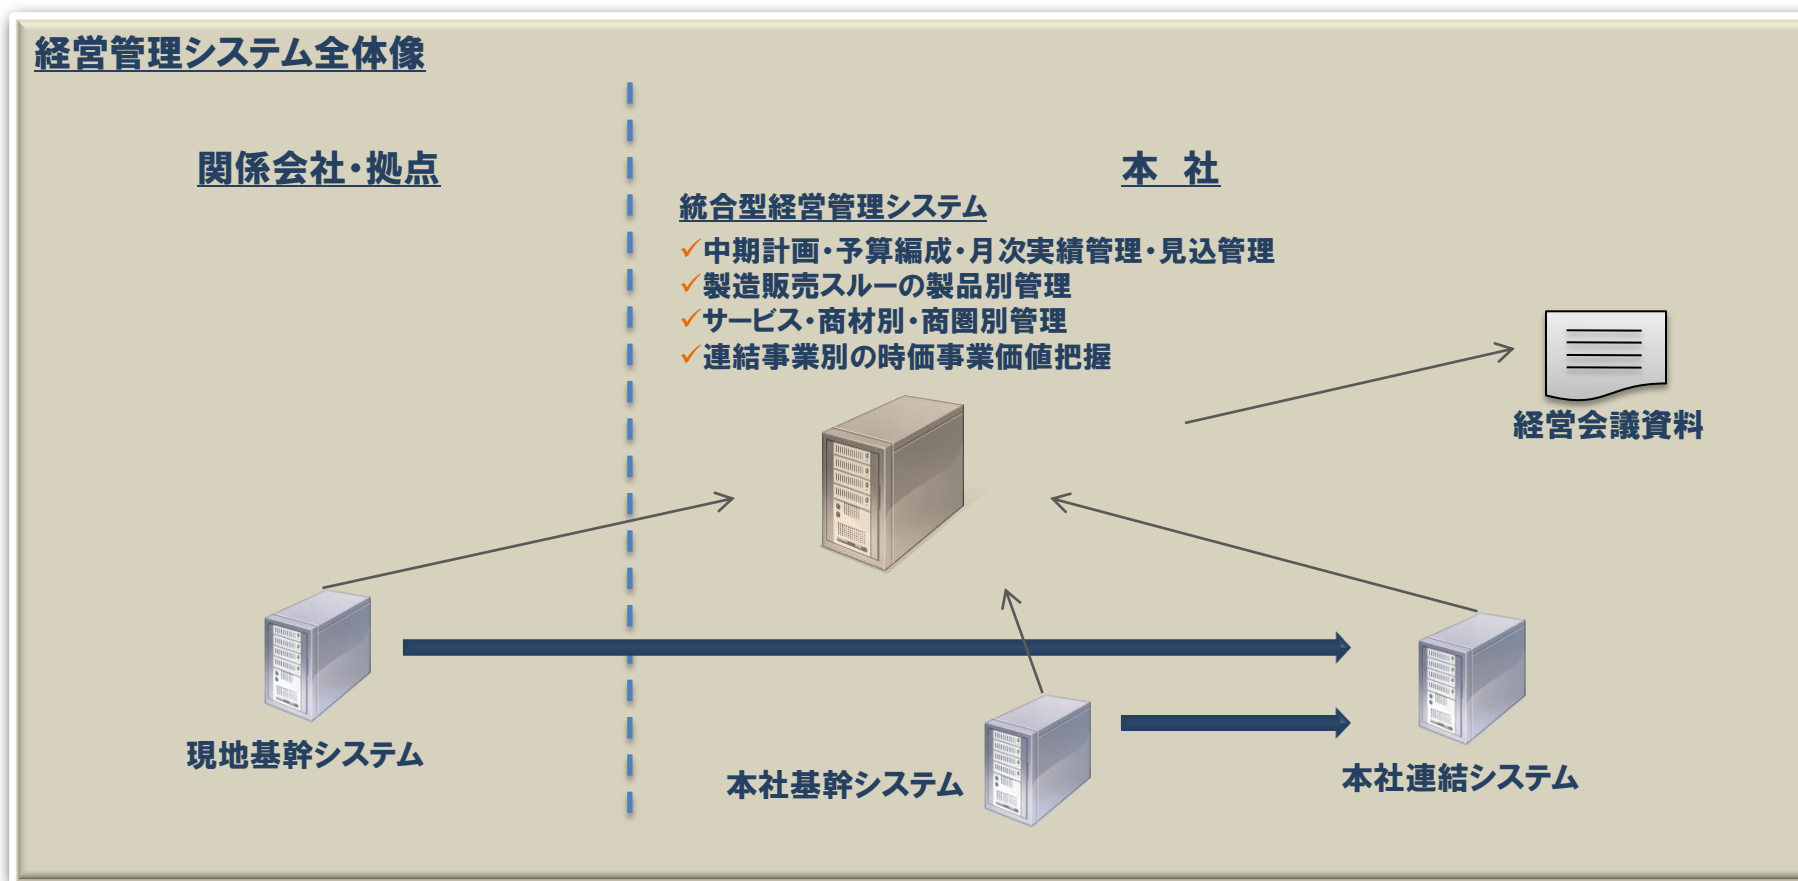 経営管理システム全体像
関係会社・拠点
本　社
統合型経営管理システム
✓中期計画・予算編成・月次実績管理・見込管理
✓製造販売スルーの製品別管理
✓サービス・商材別・商圏別管理
✓連結事業別の時価事業価値把握
経営会議資料
現地基幹システム
本社基幹システム
本社連結システム